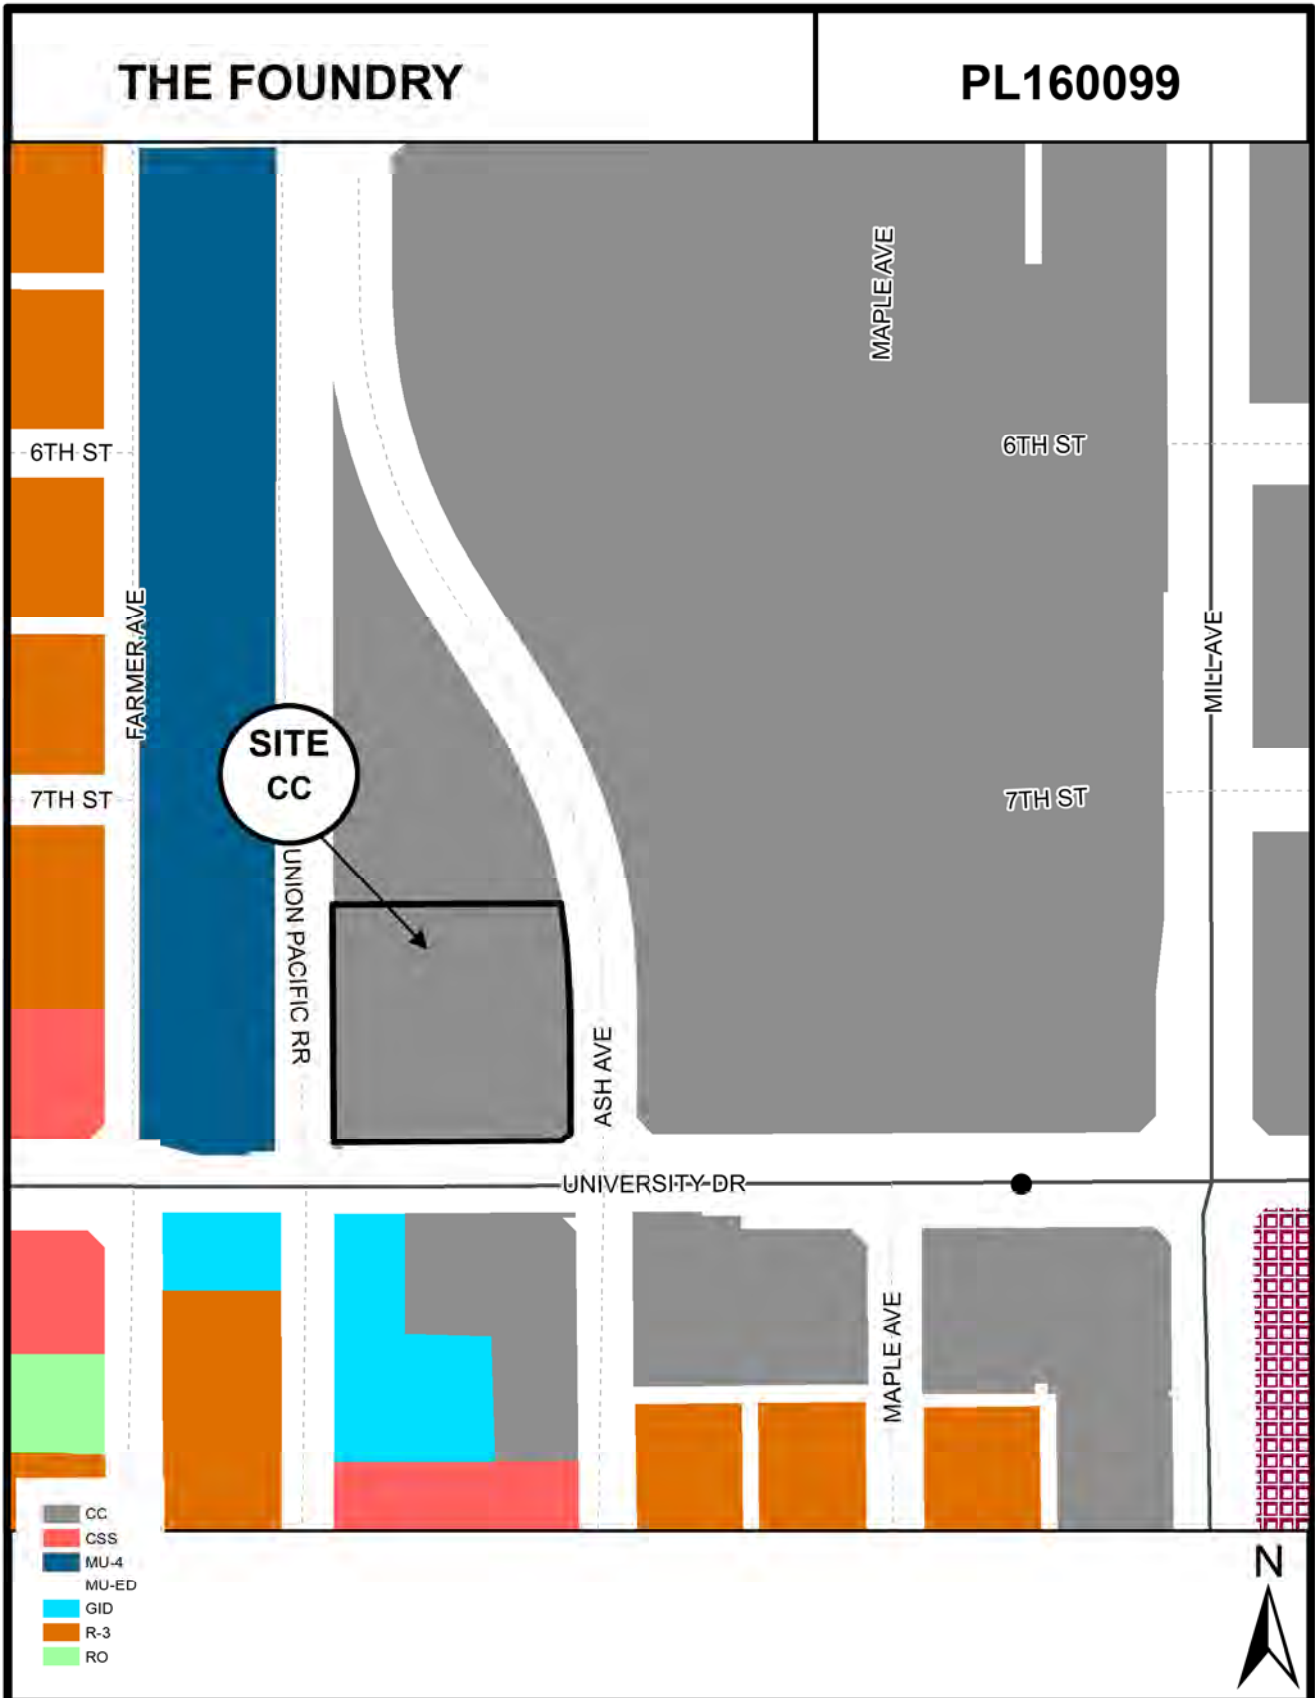 THE FOUNDRY
PL160099
MAPLE AVE
6TH ST
6TH ST
FARMER AVE
MILL AVE
SITE
CC
7TH ST
7TH ST
UNION PACIFIC RR
ASH AVE
UNIVERSITY DR
MAPLE AVE
CC
CSS
MU-4
MU-ED
GID
R-3
RO
N